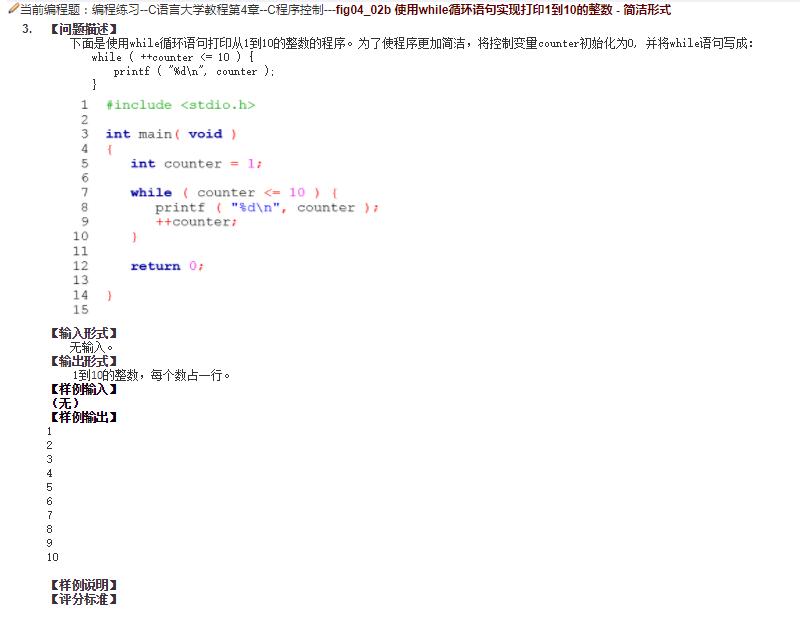 当前编程题：编程练习--C语言大学教程第4章--C程序控制---fig04_02b 使用while循环语句实现打印1到10的整数 - 简洁形式
3. 【问题描述】
下面是使用while循环语句打印从1到10的整数的程序。为了使程序更加简洁，将控制变量counter初始化为0, 并将while语句写成:
while ( ++counter <= 10 ) {
printf ( "%d\n", counter );
}
1 #include <stdio.h>
2
3 int main( void )
4 {
5 int counter = 1;
6
7 while ( counter <= 10 ) {
8 printf ( "%d\n", counter );
9 ++counter;
10 }
11
12 return 0;
13
14 }
15
【输入形式】
无输入。
【输出形式】
1到10的整数，每个数占一行。
【样例输入】
（无）
【样例输出】
1
2
3
4
5
6
7
8
9
10
【样例说明】
【评分标准】